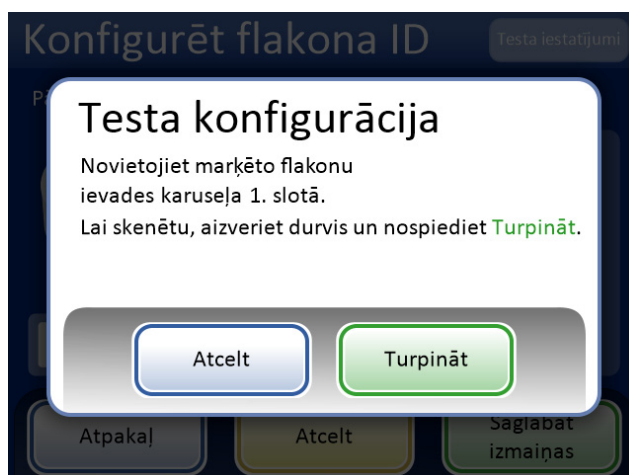 Konfigurēt flakona ID
Testa iestatījumi
Testa konfigurācija
Novietojiet marķēto flakonu
ievades karuseļa 1. slotā.
Lai skenētu, aizveriet durvis un nospiediet Turpināt.
Atcelt
Turpināt
Atpakaļ
Atcelt
Saglabāt
izmaiņas